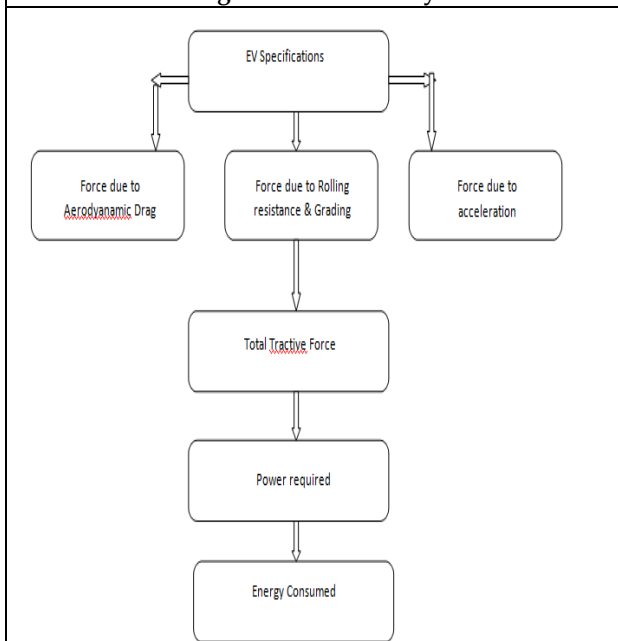 EV Specifications
Force due to
Aerodyanamic Drag
Force due to Rolling
resistance & Grading
Force due to
acceleration
Total Tractive Force
Power required
Energy Consumed